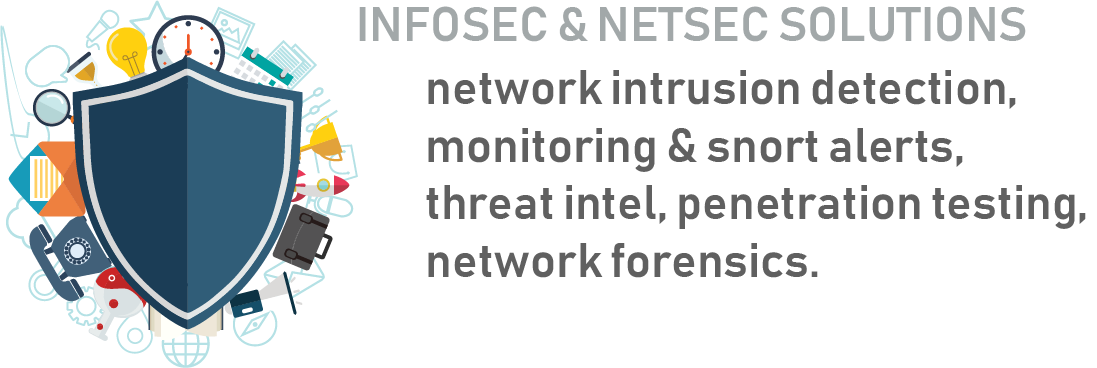 INFOSEC & NETSEC SOLUTIONS
network intrusion detection,
monitoring & snort alerts,
threat intel, penetration testing,
network forensics.